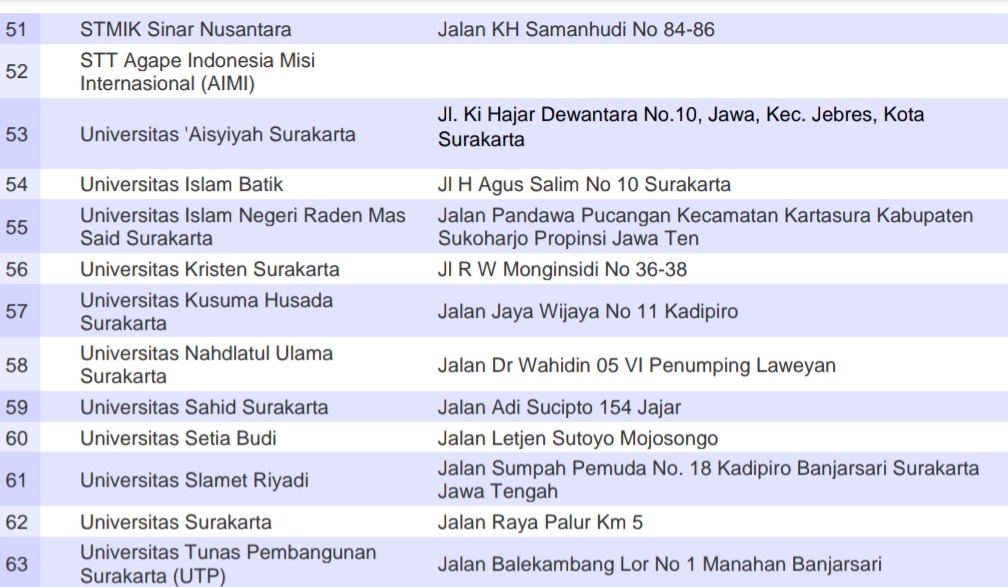 51 STMIK Sinar Nusantara Jalan KH Samanhudi No 84-86
52 STT Agape Indonesia Misi
Internasional (AIMI)
53 Universitas 'Aisyiyah Surakarta Jl. Ki Hajar Dewantara No.10, Jawa, Kec. Jebres, Kota
Surakarta
54 Universitas Islam Batik Jl H Agus Salim No 10 Surakarta
55 Universitas Islam Negeri Raden Mas Jalan Pandawa Pucangan Kecamatan Kartasura Kabupaten
Said Surakarta Sukoharjo Propinsi Jawa Ten
56 Universitas Kristen Surakarta Jl R W Monginsidi No 36-38
57 Universitas Kusuma Husada Jalan Jaya Wijaya No 11 Kadipiro
Surakarta
58 Universitas Nahdlatul Ulama Jalan Dr Wahidin 05 VI Penumping Laweyan
Surakarta
59 Universitas Sahid Surakarta Jalan Adi Sucipto 154 Jajar
60 Universitas Setia Budi Jalan Letjen Sutoyo Mojosongo
61 Universitas Slamet Riyadi Jalan Sumpah Pemuda No. 18 Kadipiro Banjarsari Surakarta
Jawa Tengah
62 Universitas Surakarta Jalan Raya Palur Km 5
63 Universitas Tunas Pembangunan Jalan Balekambang Lor No 1 Manahan Banjarsari
Surakarta (UTP)